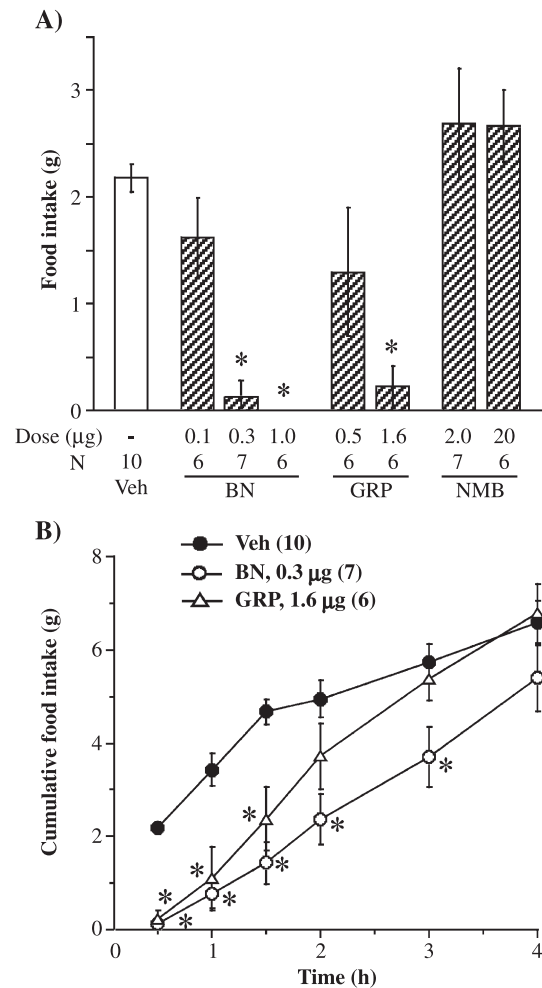 A)
Food intake (g)
3
2
1
0
*
*
*
Dose (µg) - 0.1 0.3 1.0 0.5 1.6 2.0 20
N 10 6 7 6 6 6 7 6
Veh BN GRP NMB
B)
Veh (10)
BN, 0.3 µg (7)
GRP, 1.6 µg (6)
Cumulative food intake (g)
8
6
4
2
0
*
*
*
*
*
*
*
*
0 1 2 3 4
Time (h)